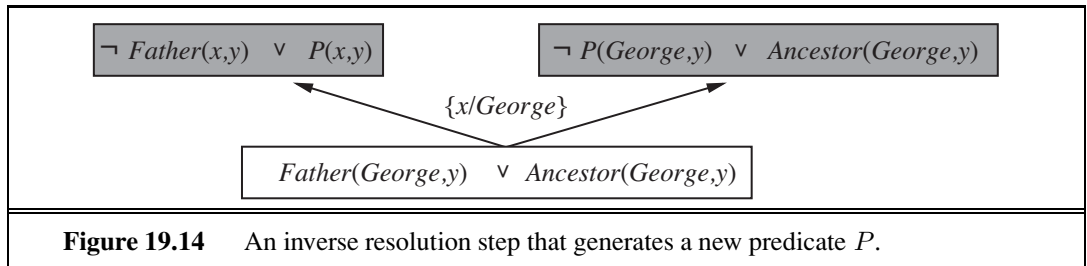 ¬ Father(x,y) ∨ P(x,y)
¬ P(George,y) ∨ Ancestor(George,y)
{x/George}
Father(George,y) ∨ Ancestor(George,y)
Figure 19.14 An inverse resolution step that generates a new predicate P.